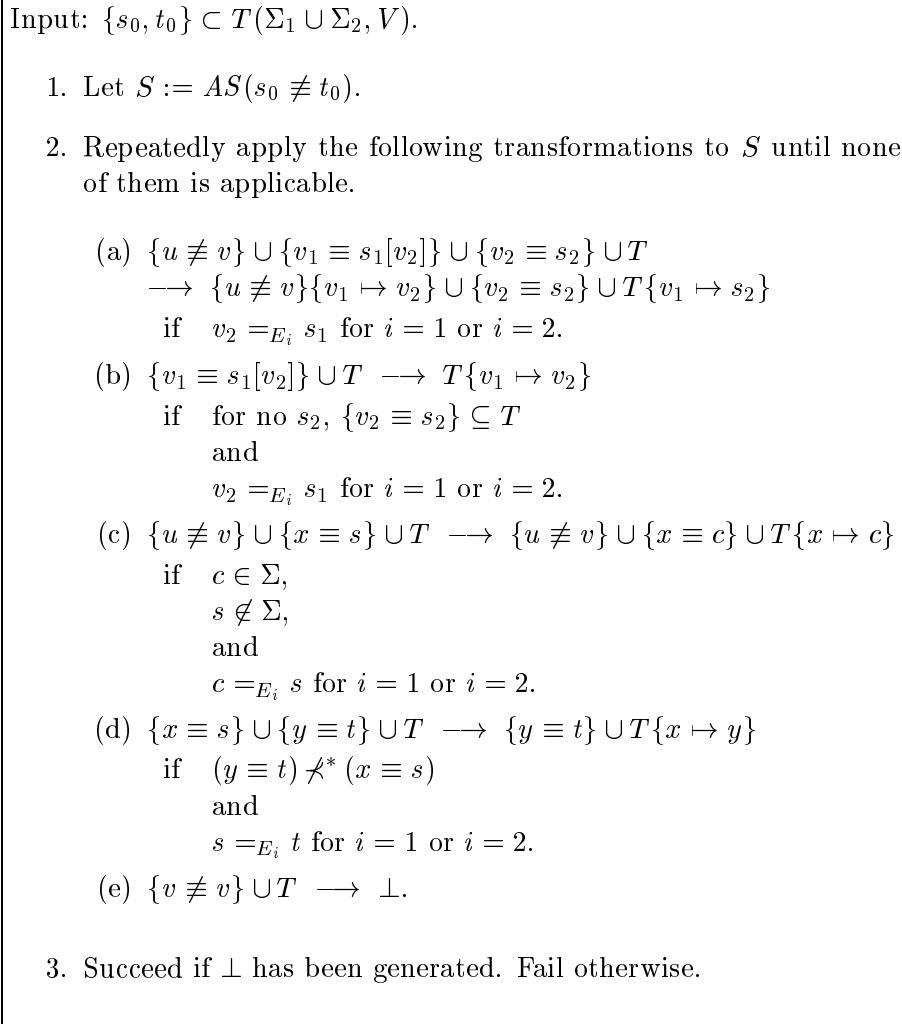 Input: {s₀, t₀} ⊂ T(Σ₁ ∪ Σ₂, V).
1. Let S := AS(s₀ ≢ t₀).
2. Repeatedly apply the following transformations to S until none
of them is applicable.
(a) {u ≢ v} ∪ {v₁ ≡ s₁[v₂]} ∪ {v₂ ≡ s₂} ∪ T
⟶ {u ≢ v}{v₁ ↦ v₂} ∪ {v₂ ≡ s₂} ∪ T{v₁ ↦ s₂}
if v₂ =_{E_i} s₁ for i = 1 or i = 2.
(b) {v₁ ≡ s₁[v₂]} ∪ T ⟶ T{v₁ ↦ v₂}
if for no s₂, {v₂ ≡ s₂} ⊆ T
and
v₂ =_{E_i} s₁ for i = 1 or i = 2.
(c) {u ≢ v} ∪ {x ≡ s} ∪ T ⟶ {u ≢ v} ∪ {x ≡ c} ∪ T{x ↦ c}
if c ∈ Σ,
s ∉ Σ,
and
c =_{E_i} s for i = 1 or i = 2.
(d) {x ≡ s} ∪ {y ≡ t} ∪ T ⟶ {y ≡ t} ∪ T{x ↦ y}
if (y ≡ t) ⊀* (x ≡ s)
and
s =_{E_i} t for i = 1 or i = 2.
(e) {v ≢ v} ∪ T ⟶ ⊥.
3. Succeed if ⊥ has been generated. Fail otherwise.